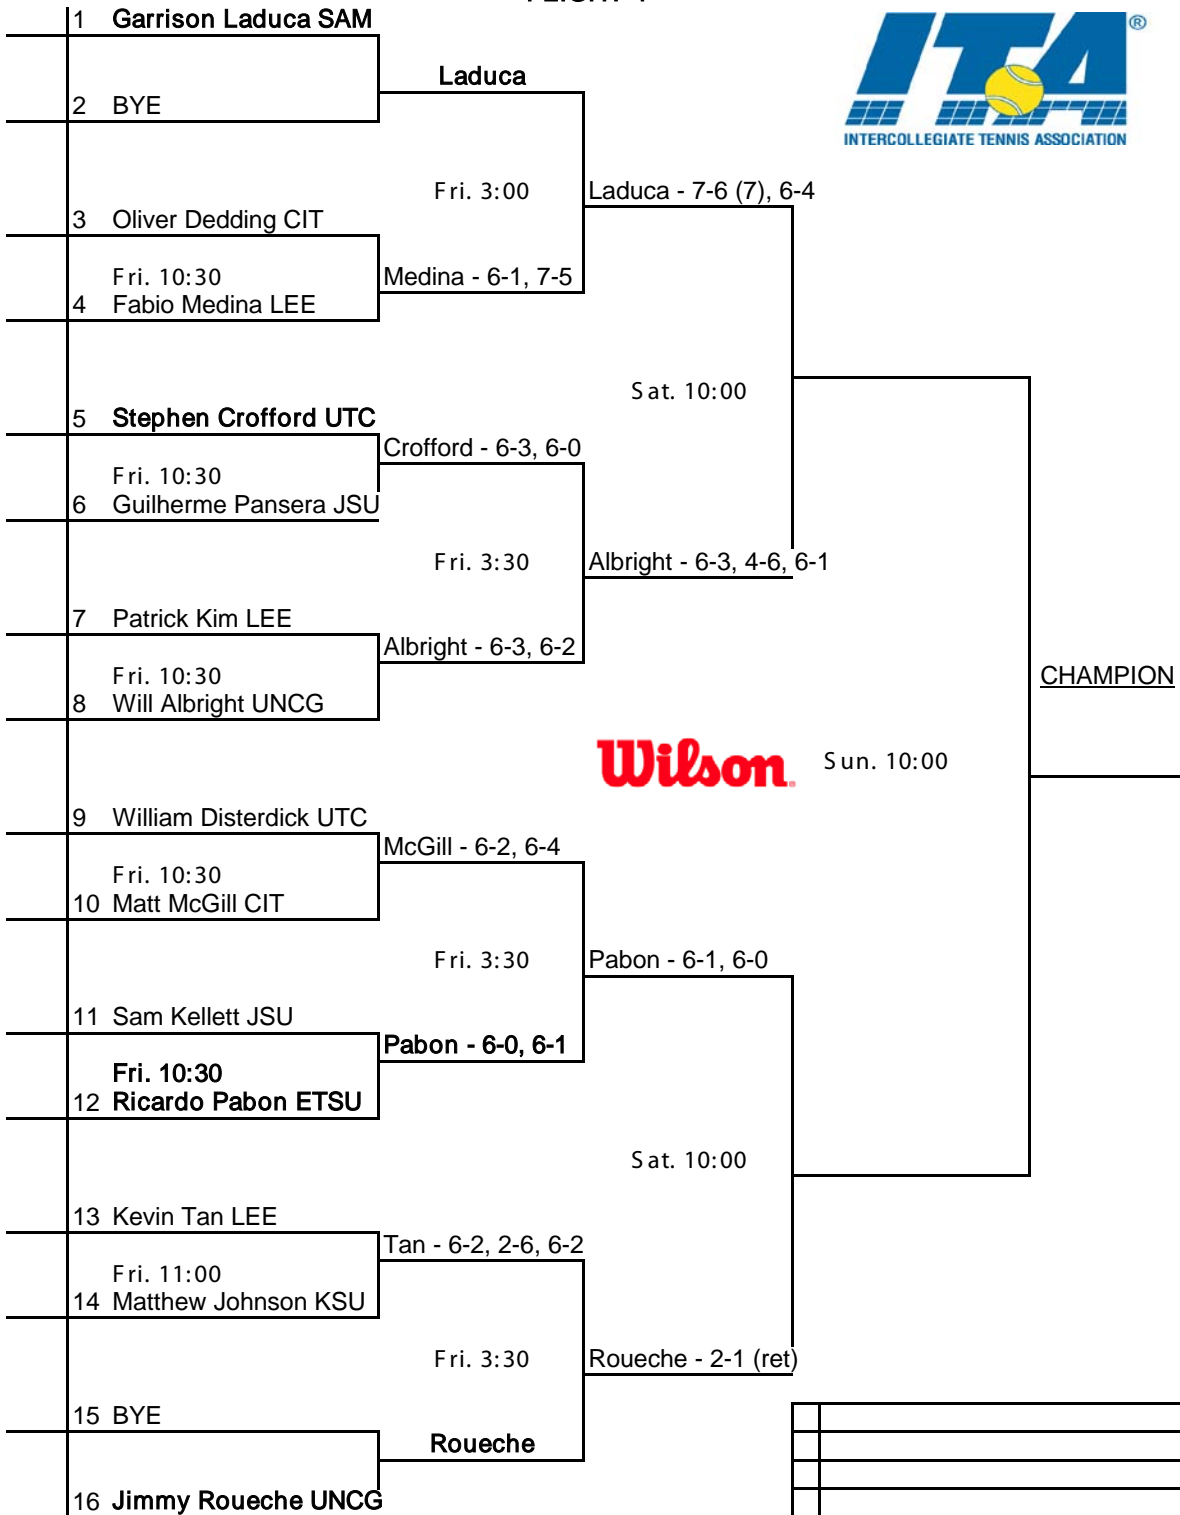 1 Garrison Laduca SAM
Laduca
2 BYE
Fri. 3:00
Laduca - 7-6 (7), 6-4
3 Oliver Dedding CIT
Fri. 10:30
Medina - 6-1, 7-5
4 Fabio Medina LEE
Sat. 10:00
5 Stephen Crofford UTC
Crofford - 6-3, 6-0
Fri. 10:30
6 Guilherme Pansera JSU
Fri. 3:30
Albright - 6-3, 4-6, 6-1
7 Patrick Kim LEE
Albright - 6-3, 6-2
Fri. 10:30
8 Will Albright UNCG
CHAMPION
Wilson.
Sun. 10:00
9 William Disterdick UTC
McGill - 6-2, 6-4
Fri. 10:30
10 Matt McGill CIT
Fri. 3:30
Pabon - 6-1, 6-0
11 Sam Kellett JSU
Pabon - 6-0, 6-1
Fri. 10:30
12 Ricardo Pabon ETSU
Sat. 10:00
13 Kevin Tan LEE
Tan - 6-2, 2-6, 6-2
Fri. 11:00
14 Matthew Johnson KSU
Fri. 3:30
Roueche - 2-1 (ret)
15 BYE
Roueche
16 Jimmy Roueche UNCG
ITA®
INTERCOLLEGIATE TENNIS ASSOCIATION